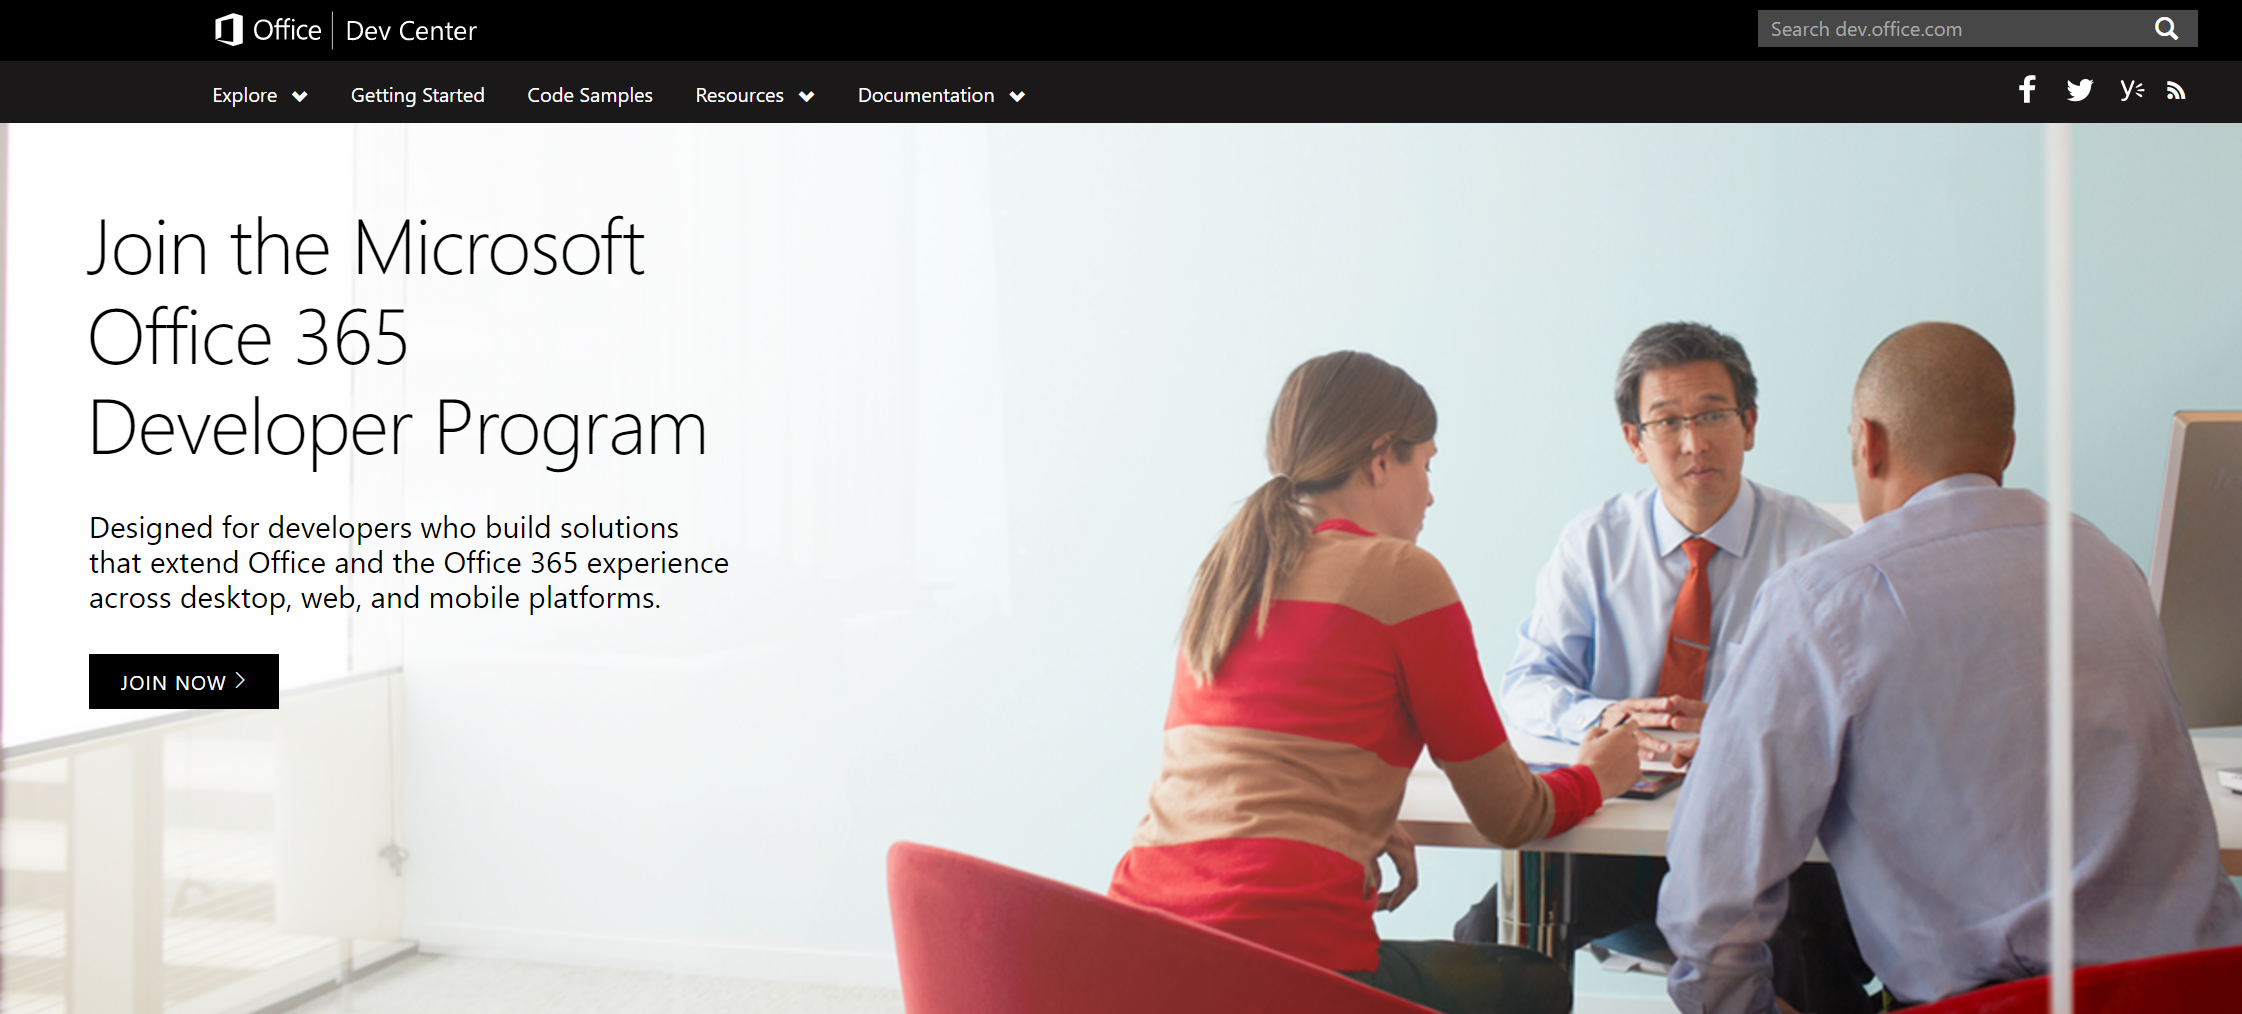 Office Dev Center
Search dev.office.com
Explore Getting Started Code Samples Resources Documentation
Join the Microsoft
Office 365
Developer Program
Designed for developers who build solutions
that extend Office and the Office 365 experience
across desktop, web, and mobile platforms.
JOIN NOW